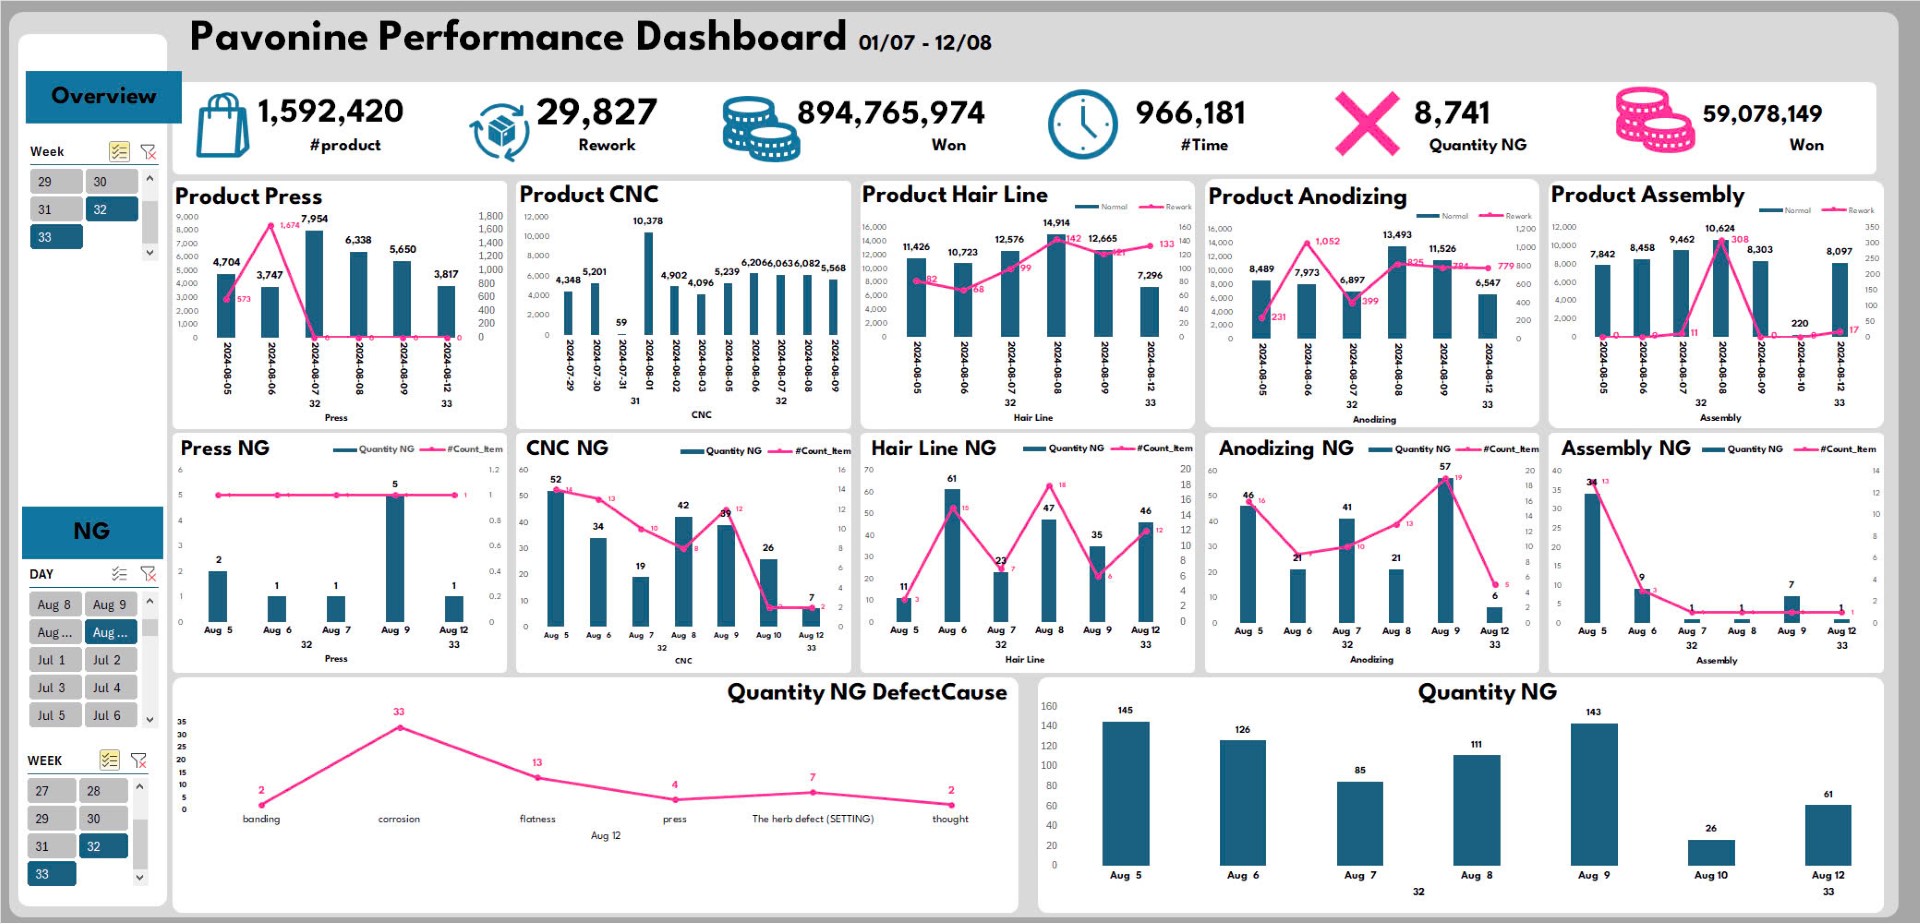 Pavonine Performance Dashboard 01/07 - 12/08
Overview
1,592,420
#product
29,827
Rework
894,765,974
Won
966,181
#Time
8,741
Quantity NG
59,078,149
Won
Week
29 30
31 32
33
NG
DAY
Aug 8 Aug 9
Aug ... Aug ...
Jul 1 Jul 2
Jul 3 Jul 4
Jul 5 Jul 6
WEEK
27 28
29 30
31 32
33
Product Press
9,000 8,000 7,000 6,000 5,000 4,000 3,000 2,000 1,000 0
1,800 1,600 1,400 1,200 1,000 800 600 400 200 0
4,704 3,747 7,954 6,338 5,650 3,817
573 1,674 0 0 0 0
2024-08-05 2024-08-06 2024-08-07 2024-08-08 2024-08-09 2024-08-12
32 33
Press
Product CNC
12,000 10,000 8,000 6,000 4,000 2,000 0
4,348 5,201 59 10,378 4,902 4,096 5,239 6,206 6,063 6,082 5,568
2024-07-29 2024-07-30 2024-07-31 2024-08-01 2024-08-02 2024-08-03 2024-08-05 2024-08-06 2024-08-07 2024-08-08 2024-08-09
31 32
CNC
Product Hair Line
Normal Rework
16,000 14,000 12,000 10,000 8,000 6,000 4,000 2,000 0
160 140 120 100 80 60 40 20 0
11,426 10,723 12,576 14,914 12,665 7,296
82 68 99 142 121 133
2024-08-05 2024-08-06 2024-08-07 2024-08-08 2024-08-09 2024-08-12
32 33
Hair Line
Product Anodizing
Normal Rework
16,000 14,000 12,000 10,000 8,000 6,000 4,000 2,000 0
1,200 1,000 800 600 400 200 0
8,489 7,973 6,897 13,493 11,526 6,547
231 1,052 399 825 784 779
2024-08-05 2024-08-06 2024-08-07 2024-08-08 2024-08-09 2024-08-12
32 33
Anodizing
Product Assembly
Normal Rework
12,000 10,000 8,000 6,000 4,000 2,000 0
350 300 250 200 150 100 50 0
7,842 8,458 9,462 10,624 8,303 220 8,097
0 0 11 308 0 0 17
2024-08-05 2024-08-06 2024-08-07 2024-08-08 2024-08-09 2024-08-10 2024-08-12
32 33
Assembly
Press NG
Quantity NG #Count_Item
6 5 4 3 2 1 0
1.2 1 0.8 0.6 0.4 0.2 0
2 1 1 5 1
1 1 1 1 1
Aug 5 Aug 6 Aug 7 Aug 9 Aug 12
32 33
Press
CNC NG
Quantity NG #Count_Item
60 50 40 30 20 10 0
16 14 12 10 8 6 4 2 0
52 34 19 42 39 26 7
14 13 10 8 12 2 2
Aug 5 Aug 6 Aug 7 Aug 8 Aug 9 Aug 10 Aug 12
32 33
CNC
Hair Line NG
Quantity NG #Count_Item
70 60 50 40 30 20 10 0
20 18 16 14 12 10 8 6 4 2 0
11 61 23 47 35 46
3 15 7 18 6 12
Aug 5 Aug 6 Aug 7 Aug 8 Aug 9 Aug 12
32 33
Hair Line
Anodizing NG
Quantity NG #Count_Item
60 50 40 30 20 10 0
20 18 16 14 12 10 8 6 4 2 0
46 21 41 21 57 6
16 9 10 13 19 5
Aug 5 Aug 6 Aug 7 Aug 8 Aug 9 Aug 12
32 33
Anodizing
Assembly NG
Quantity NG #Count_Item
40 35 30 25 20 15 10 5 0
14 12 10 8 6 4 2 0
34 9 1 1 7 1
13 3 1 1 1 1
Aug 5 Aug 6 Aug 7 Aug 8 Aug 9 Aug 12
32 33
Assembly
Quantity NG DefectCause
35 30 25 20 15 10 5 0
2 33 13 4 7 2
banding corrosion flatness press The herb defect (SETTING) thought
Aug 12
Quantity NG
160 140 120 100 80 60 40 20 0
145 126 85 111 143 26 61
Aug 5 Aug 6 Aug 7 Aug 8 Aug 9 Aug 10 Aug 12
32 33